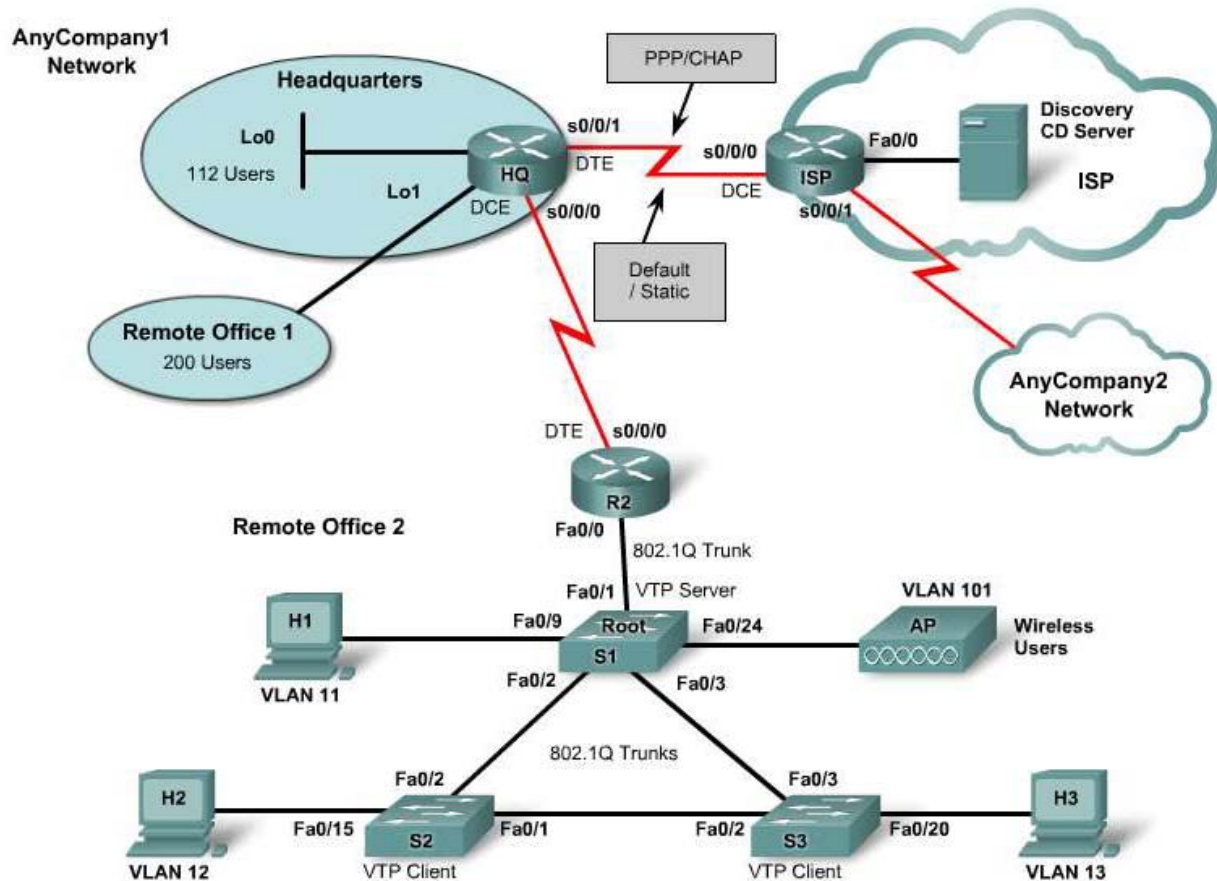 AnyCompany1
Network
Headquarters
PPP/CHAP
Lo0
112 Users
Lo1
HQ
DCE
s0/0/1
DTE
s0/0/0
s0/0/0
DCE
ISP
Fa0/0
s0/0/1
Discovery
CD Server
ISP
Default
/ Static
Remote Office 1
200 Users
AnyCompany2
Network
DTE
s0/0/0
R2
Fa0/0
Remote Office 2
802.1Q Trunk
Fa0/1
VTP Server
VLAN 101
H1
Fa0/9
Root
S1
Fa0/24
AP
Wireless
Users
VLAN 11
Fa0/2
Fa0/3
802.1Q Trunks
H2
Fa0/2
Fa0/3
H3
Fa0/15
S2
Fa0/1
Fa0/2
S3
Fa0/20
VLAN 12
VTP Client
VTP Client
VLAN 13